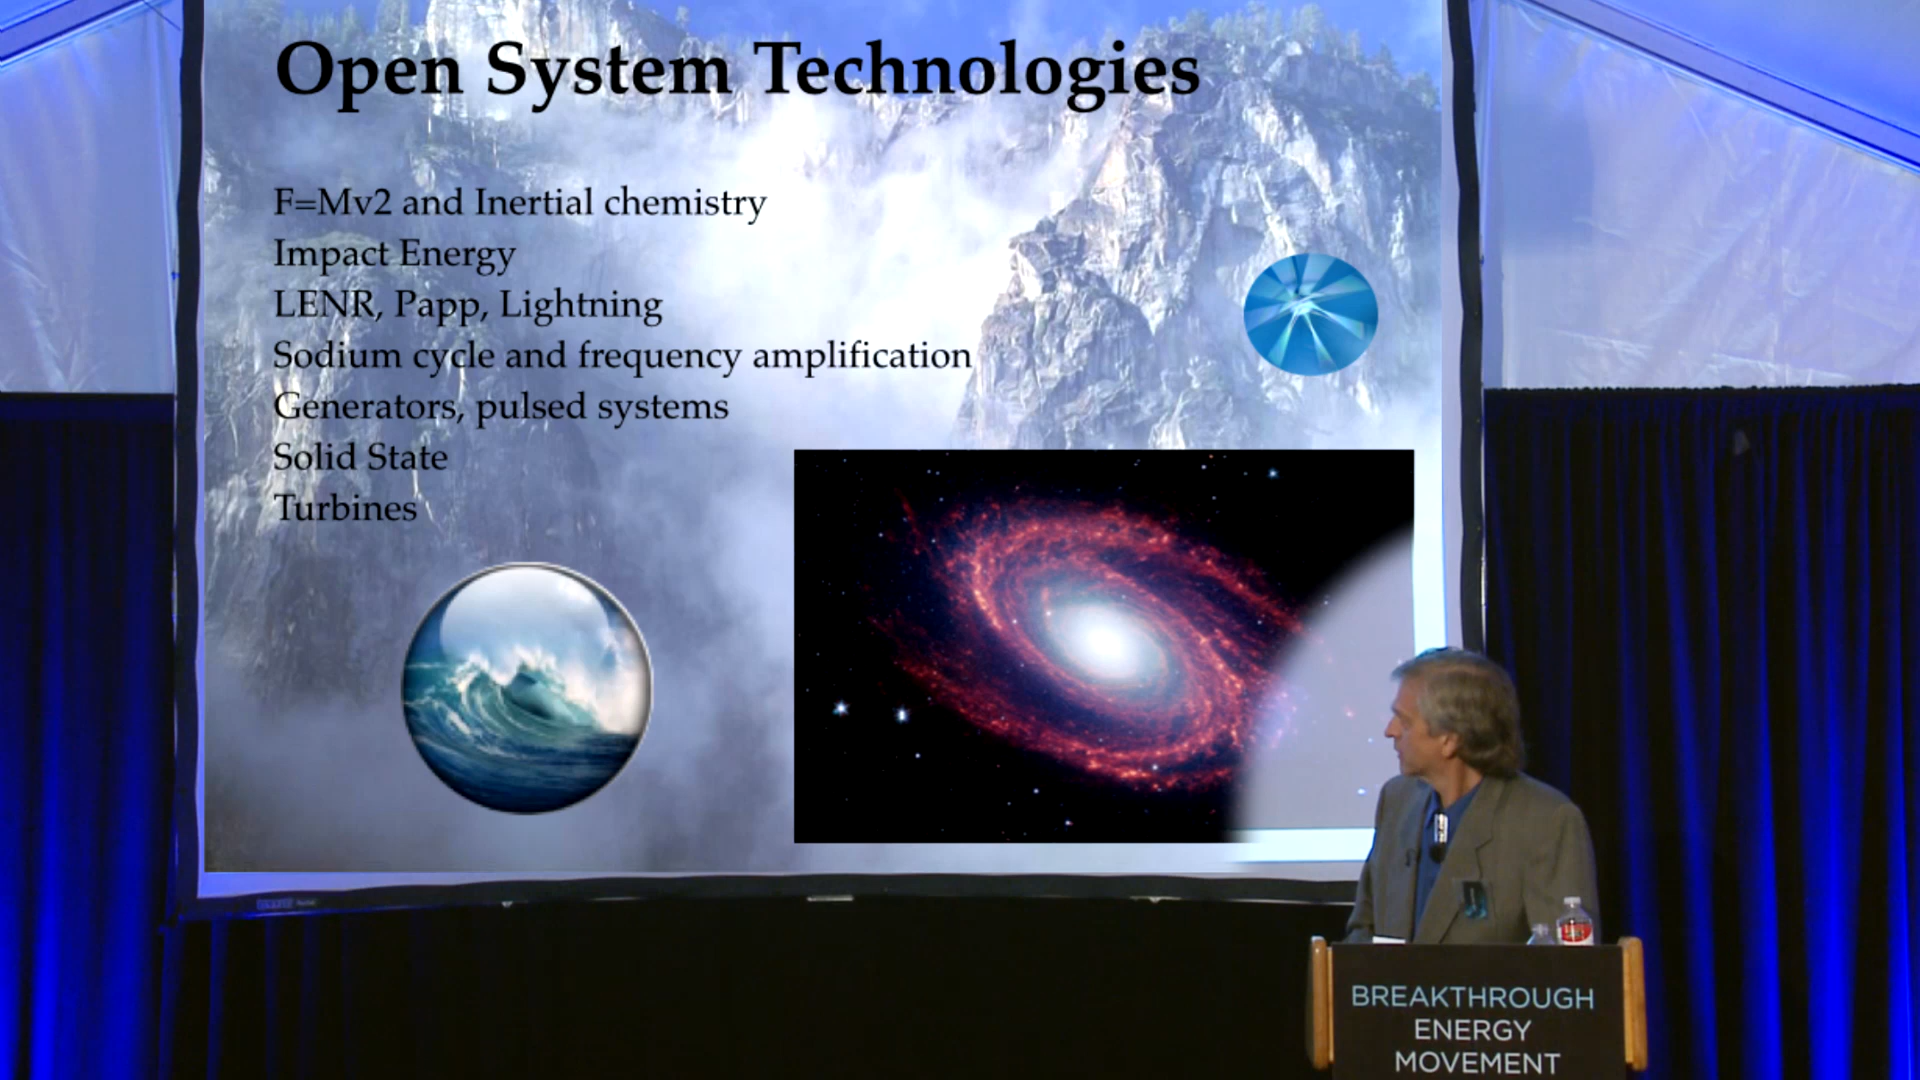 Open System Technologies
F=Mv2 and Inertial chemistry
Impact Energy
LENR, Papp, Lightning
Sodium cycle and frequency amplification
Generators, pulsed systems
Solid State
Turbines
BREAKTHROUGH
ENERGY
MOVEMENT